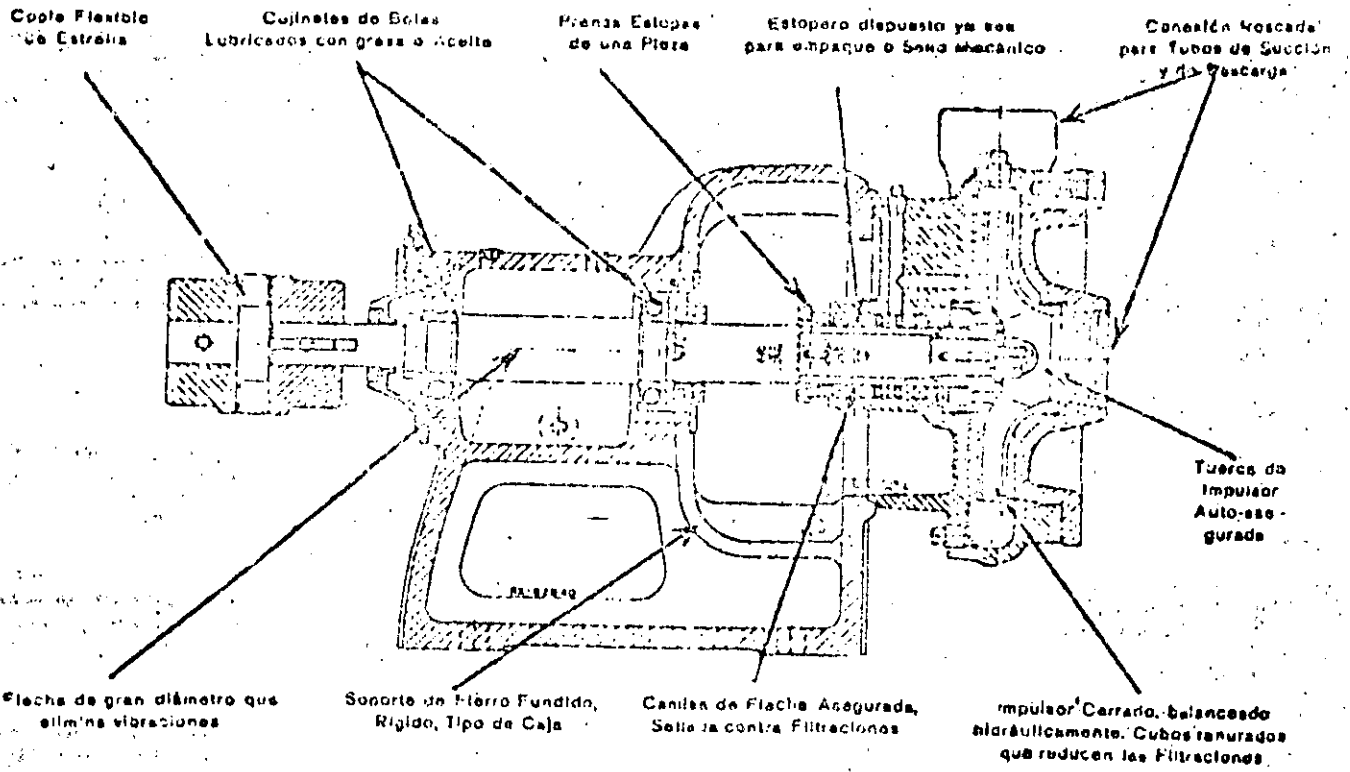 Cople Flexible
de Estrella
Cojinetes de Bolas
Lubricados con grasa o Aceite
Prensa Estopas
de una Pieza
Estopero dispuesto ya sea
para empaque o Sello Mecánico
Conexión Roscada
para Tubos de Succión
y de Descarga
Tuerca de
Impulsor
Auto-ase-
gurada
Flecha de gran diámetro que
elimina vibraciones
Soporte de Hierro Fundido,
Rígido, Tipo de Caja
Camisa de Flecha Asegurada,
Sellada contra Filtraciones
Impulsor Cerrado, balanceado
hidráulicamente. Cubos ranurados
que reducen las Filtraciones